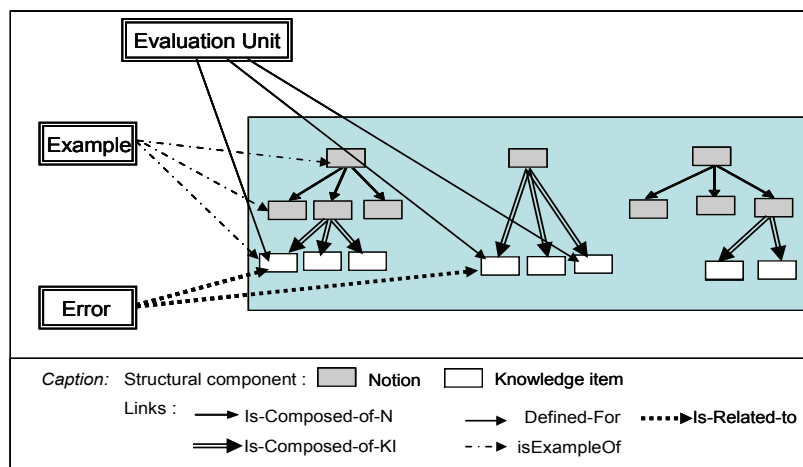 Evaluation Unit
Example
Error
Caption: Structural component : Notion Knowledge item
Links :
Is-Composed-of-N Defined-For Is-Related-to
Is-Composed-of-KI isExampleOf